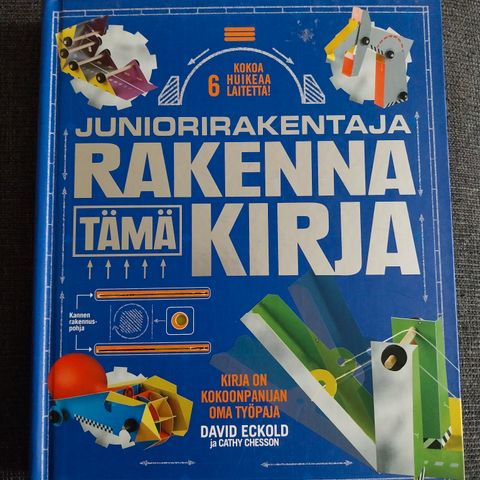 KOKOA
6 HUIKEAA
LAITETTA!
JUNIORIRAKENTAJA
RAKENNA
TÄMÄ KIRJA
Kannen
rakennus-
pohja
KIRJA ON
KOKOONPANIJAN
OMA TYÖPAJA
DAVID ECKOLD
ja CATHY CHESSON